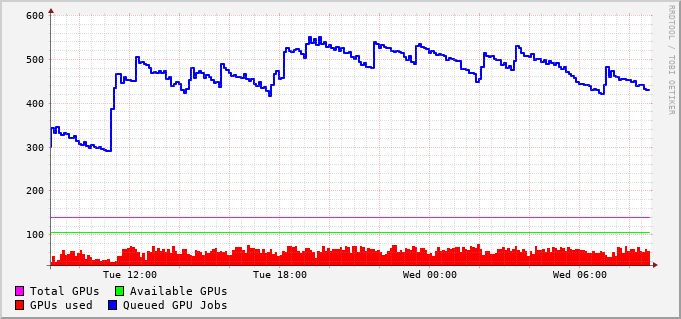 600
500
400
300
200
100
Tue 12:00 Tue 18:00 Wed 00:00 Wed 06:00
Total GPUs Available GPUs
GPUs used Queued GPU Jobs
RRDTOOL / TOBI OETIKER